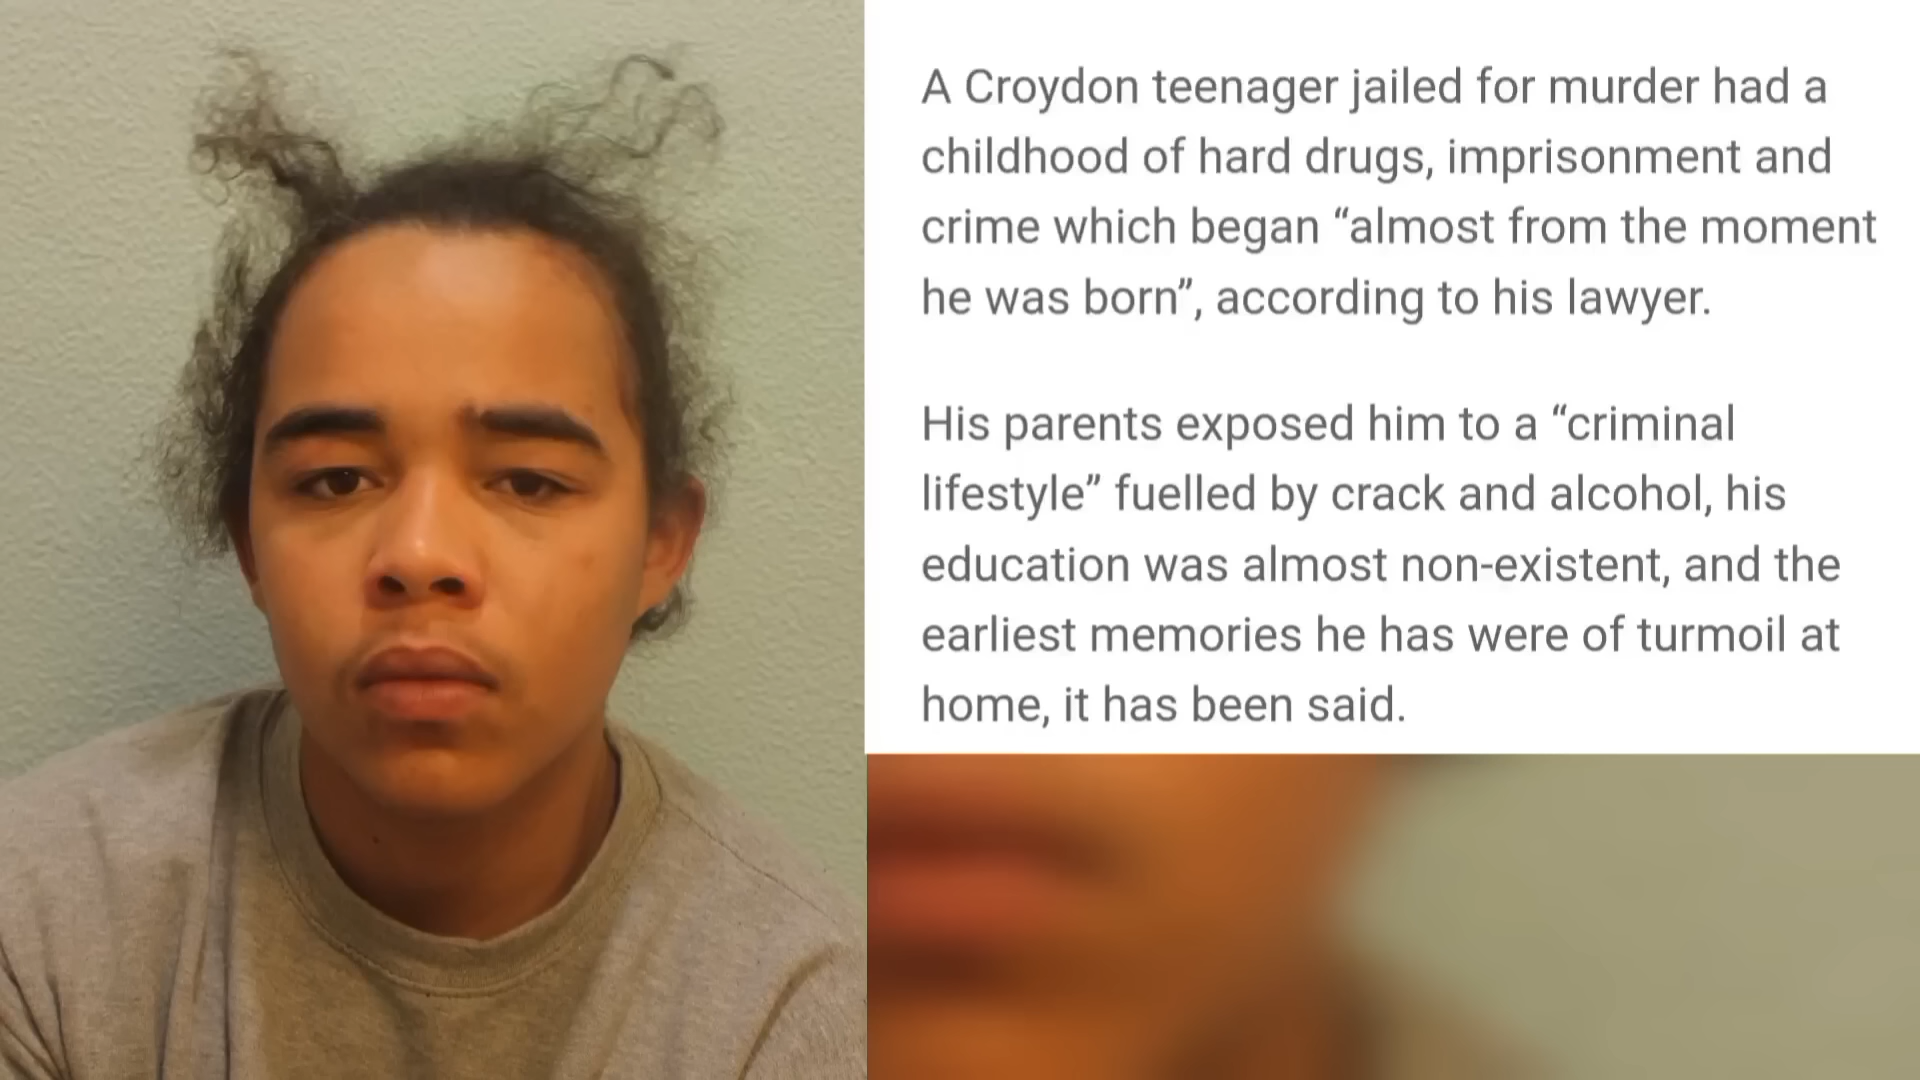 A Croydon teenager jailed for murder had a
childhood of hard drugs, imprisonment and
crime which began “almost from the moment
he was born”, according to his lawyer.
His parents exposed him to a “criminal
lifestyle” fuelled by crack and alcohol, his
education was almost non-existent, and the
earliest memories he has were of turmoil at
home, it has been said.